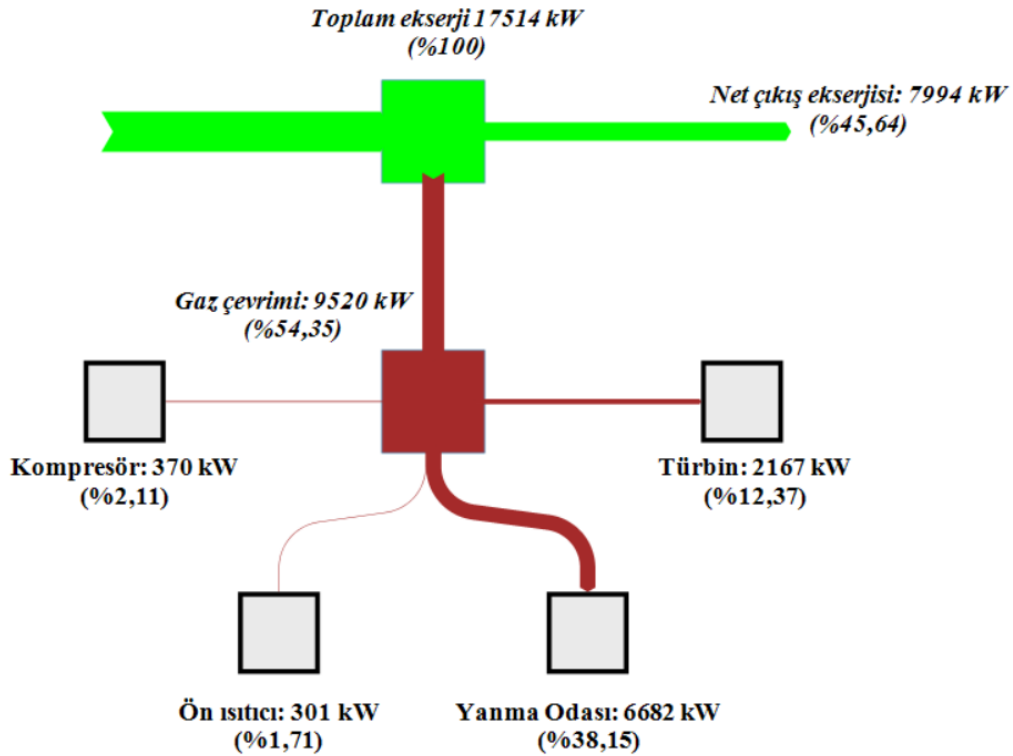 Toplam ekserji 17514 kW
(%100)
Net çıkış ekserjisi: 7994 kW
(%45,64)
Gaz çevrimi: 9520 kW
(%54,35)
Kompresör: 370 kW
(%2,11)
Türbin: 2167 kW
(%12,37)
Ön ısıtıcı: 301 kW
(%1,71)
Yanma Odası: 6682 kW
(%38,15)